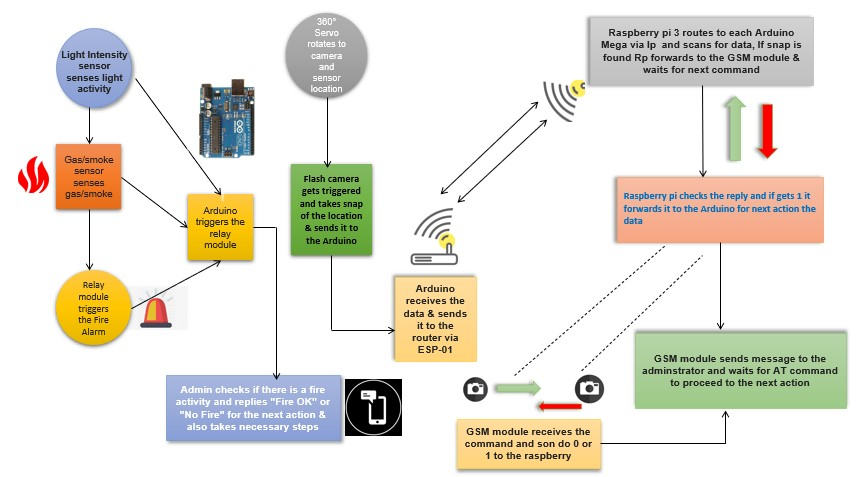 Light Intensity
sensor
senses light
activity
360°
Servo
rotates to
camera
and
sensor
location
Raspberry pi 3 routes to each Arduino
Mega via Ip and scans for data, If snap is
found Rp forwards to the GSM module &
waits for next command
Gas/smoke
sensor
senses
gas/smoke
Flash camera
gets triggered
and takes snap
of the location
& sends it to
the Arduino
Arduino
triggers the
relay
module
Raspberry pi checks the reply and if gets 1 it
forwards it to the Arduino for next action the
data
Relay
module
triggers
the Fire
Alarm
Arduino
receives the
data & sends
it to the
router via
ESP-01
GSM module sends message to the
adminstrator and waits for AT command
to proceed to the next action
Admin checks if there is a fire
activity and replies "Fire OK" or
"No Fire" for the next action &
also takes necessary steps
GSM module receives the
command and son do 0 or
1 to the raspberry